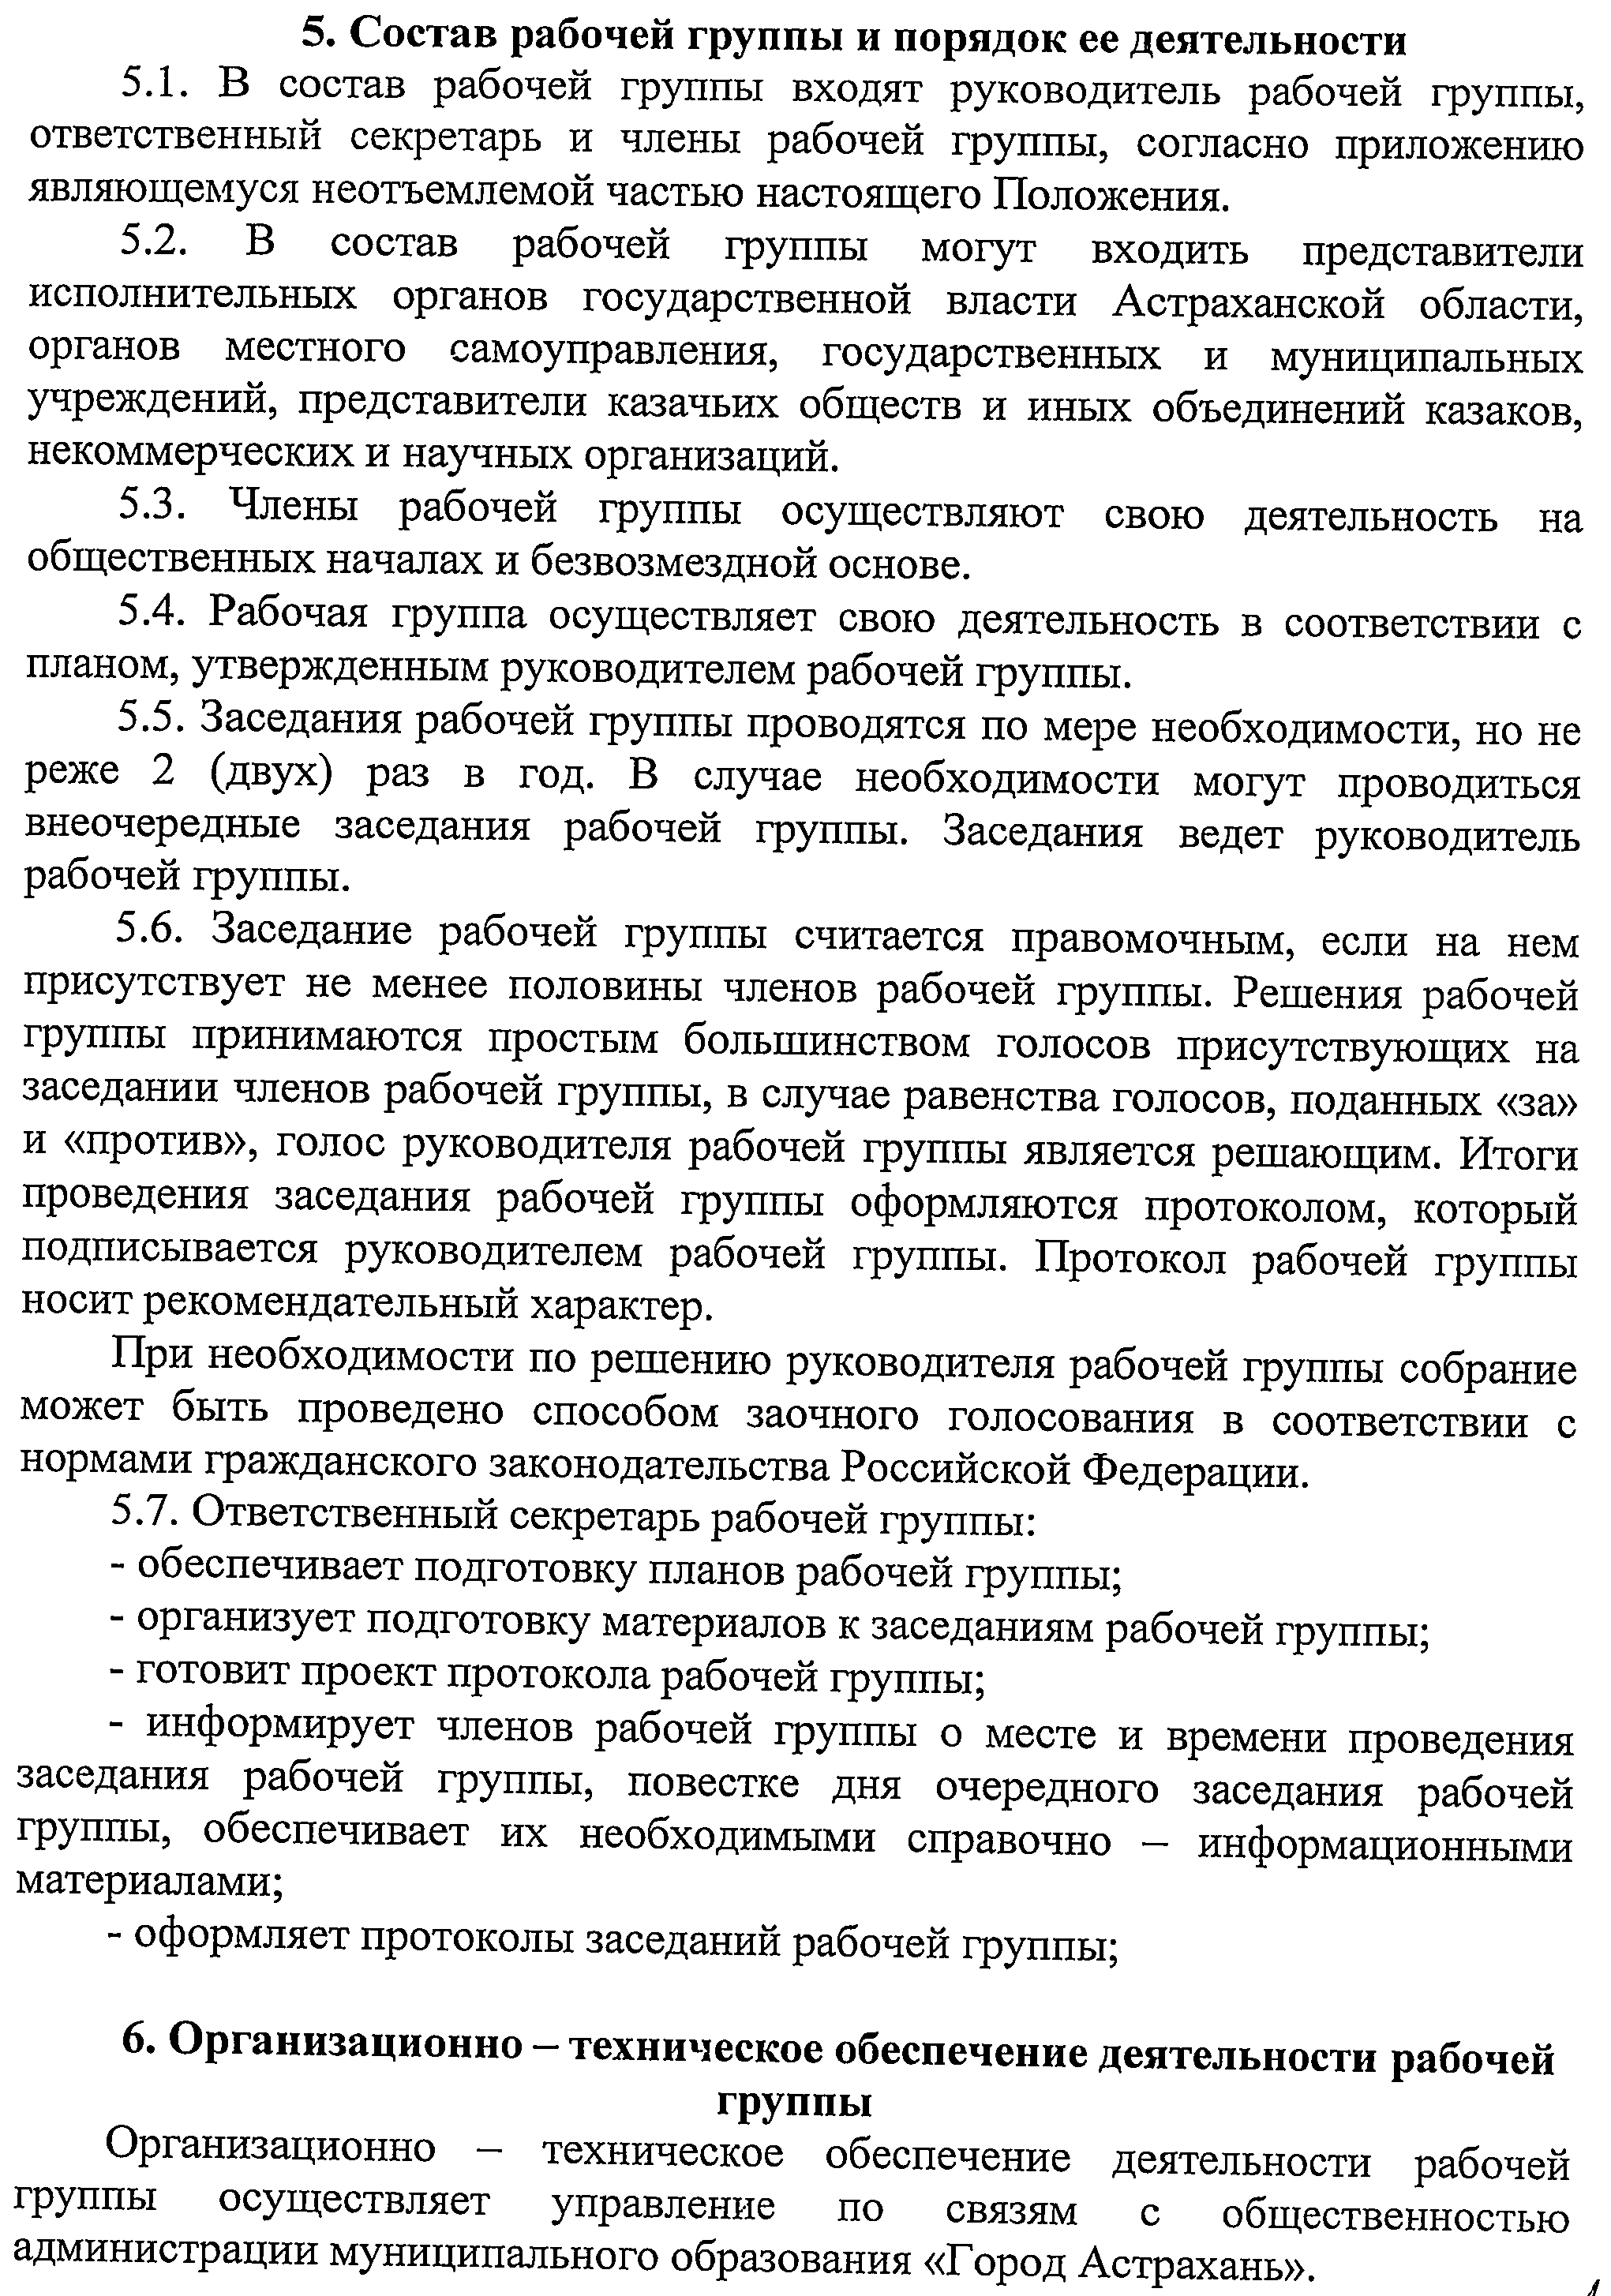 5. Состав рабочей группы и порядок ее деятельности
5.1. В состав рабочей группы входят руководитель рабочей группы,
ответственный секретарь и члены рабочей группы, согласно приложению
являющемуся неотъемлемой частью настоящего Положения.
5.2. В состав рабочей группы могут входить представители
исполнительных органов государственной власти Астраханской области,
органов местного самоуправления, государственных и муниципальных
учреждений, представители казачьих обществ и иных объединений казаков,
некоммерческих и научных организаций.
5.3. Члены рабочей группы осуществляют свою деятельность на
общественных началах и безвозмездной основе.
5.4. Рабочая группа осуществляет свою деятельность в соответствии с
планом, утвержденным руководителем рабочей группы.
5.5. Заседания рабочей группы проводятся по мере необходимости, но не
реже 2 (двух) раз в год. В случае необходимости могут проводиться
внеочередные заседания рабочей группы. Заседания ведет руководитель
рабочей группы.
5.6. Заседание рабочей группы считается правомочным, если на нем
присутствует не менее половины членов рабочей группы. Решения рабочей
группы принимаются простым большинством голосов присутствующих на
заседании членов рабочей группы, в случае равенства голосов, поданных «за»
и «против», голос руководителя рабочей группы является решающим. Итоги
проведения заседания рабочей группы оформляются протоколом, который
подписывается руководителем рабочей группы. Протокол рабочей группы
носит рекомендательный характер.
При необходимости по решению руководителя рабочей группы собрание
может быть проведено способом заочного голосования в соответствии с
нормами гражданского законодательства Российской Федерации.
5.7. Ответственный секретарь рабочей группы:
- обеспечивает подготовку планов рабочей группы;
- организует подготовку материалов к заседаниям рабочей группы;
- готовит проект протокола рабочей группы;
- информирует членов рабочей группы о месте и времени проведения
заседания рабочей группы, повестке дня очередного заседания рабочей
группы, обеспечивает их необходимыми справочно – информационными
материалами;
- оформляет протоколы заседаний рабочей группы;
6. Организационно – техническое обеспечение деятельности рабочей
группы
Организационно – техническое обеспечение деятельности рабочей
группы осуществляет управление по связям с общественностью
администрации муниципального образования «Город Астрахань».